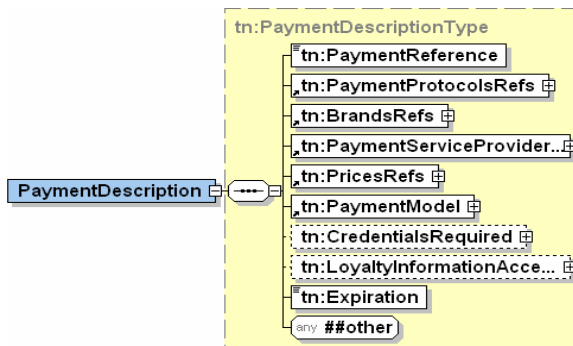 tn:PaymentDescriptionType
tn:PaymentReference
tn:PaymentProtocolsRefs
tn:BrandsRefs
tn:PaymentServiceProvider...
PaymentDescription
tn:PricesRefs
tn:PaymentModel
tn:CredentialsRequired
tn:LoyaltyInformationAcce...
tn:Expiration
any ##other